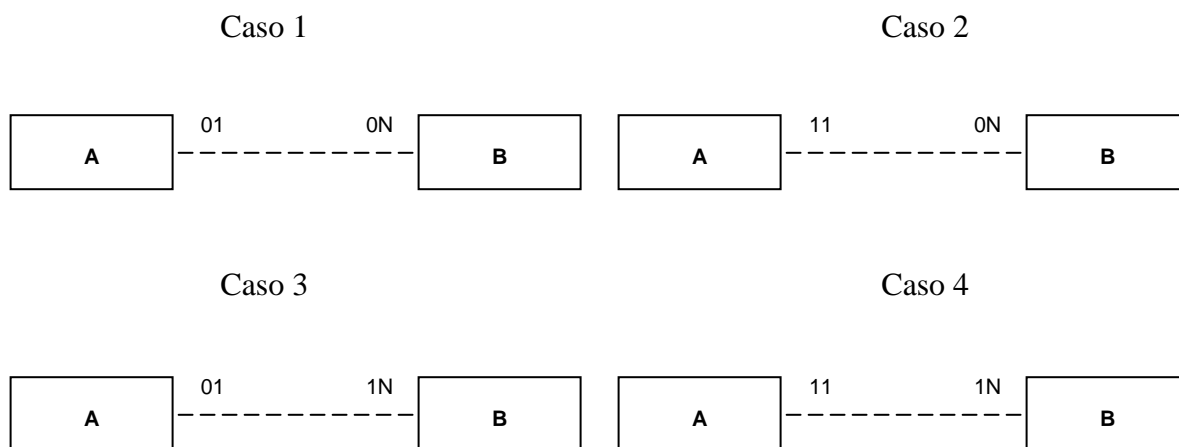 Caso 1 Caso 2
01 0N 11 0N
A B A B
Caso 3 Caso 4
01 1N 11 1N
A B A B